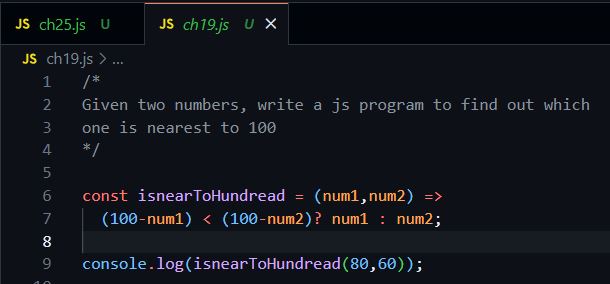 JS ch25.js U JS ch19.js ×
JS ch19.js > ...
1 /*
2 Given two numbers, write a js program to find out which
3 one is nearest to 100
4 */
5
6 const isnearToHundread = (num1,num2) =>
7 (100-num1) < (100-num2)? num1 : num2;
8
9 console.log(isnearToHundread(80,60));
10